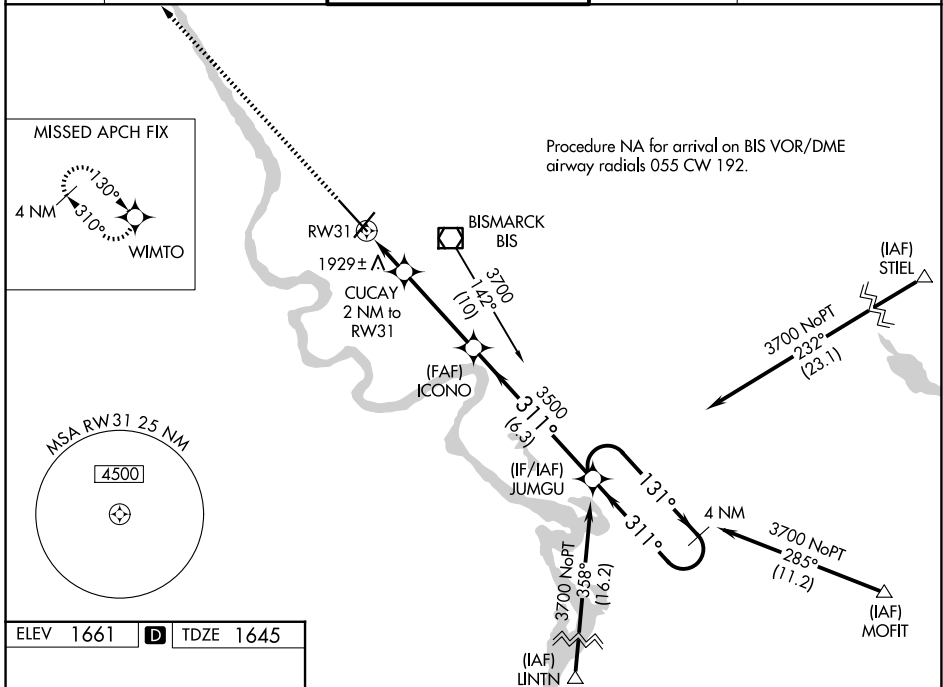 MISSED APCH FIX
130°
4 NM
310°
WIMTO
Procedure NA for arrival on BIS VOR/DME
airway radials 055 CW 192.
RW31
BISMARCK
BIS
1929±
CUCAY
2 NM to
RW31
3700
142°
(10)
(IAF)
STIEL
3700 NoPT
232°
(23.1)
(FAF)
ICONO
3500
311°
(6.3)
MSA RW31 25 NM
4500
(IF/IAF)
JUMGU
131°
311°
4 NM
3700 NoPT
285°
(11.2)
(IAF)
MOFIT
3700 NoPT
358°
(16.2)
(IAF)
LINTN
ELEV 1661 D TDZE 1645